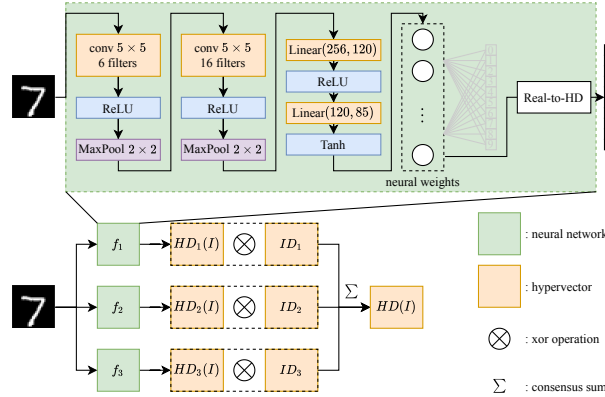 conv 5 × 5
6 filters
ReLU
MaxPool 2 × 2
conv 5 × 5
16 filters
ReLU
MaxPool 2 × 2
Linear(256, 120)
ReLU
Linear(120, 85)
Tanh
...
neural weights
Real-to-HD
7
f₁
HD₁(I)
⊗
ID₁
7
f₂
HD₂(I)
⊗
ID₂
f₃
HD₃(I)
⊗
ID₃
∑
HD(I)
: neural network
: hypervector
⊗ : xor operation
∑ : consensus sum